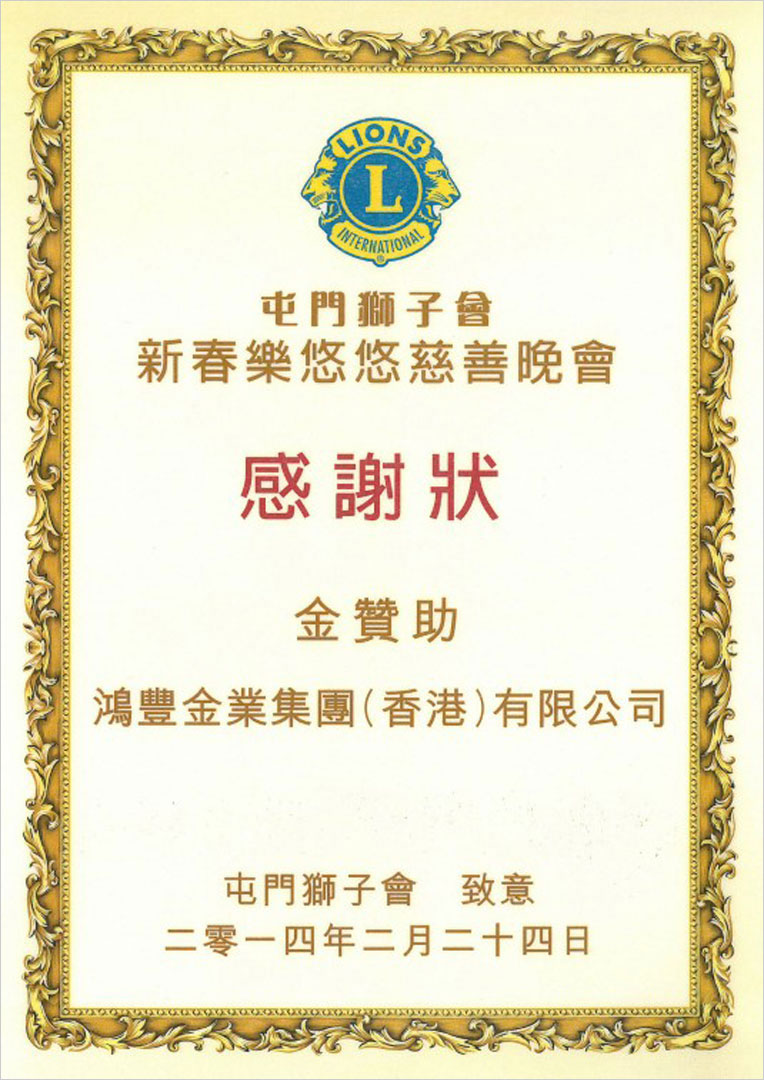 LIONS
L
INTERNATIONAL
®
屯門獅子會
新春樂悠悠慈善晚會
感謝狀
金贊助
鴻豐金業集團(香港)有限公司
屯門獅子會 致意
二零一四年二月二十四日